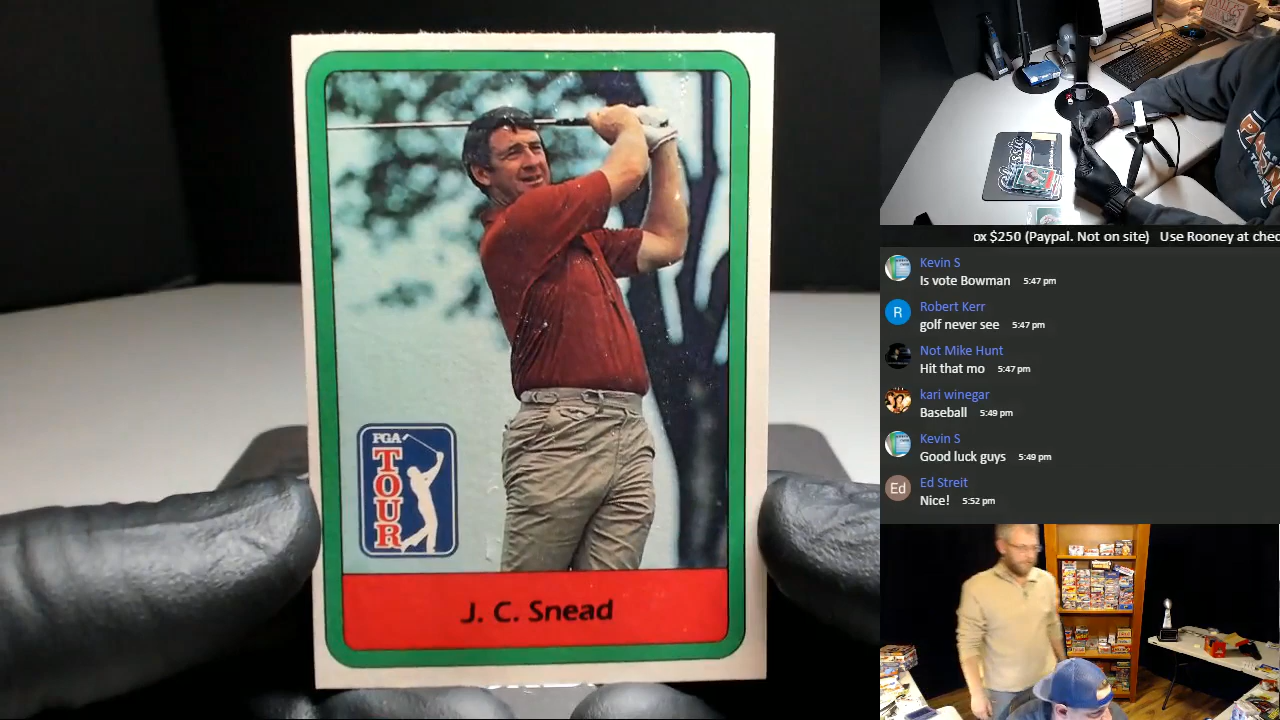 PGA
TOUR
J. C. Snead
Classic
ox $250 (Paypal. Not on site) Use Rooney at chec
Kevin S
Is vote Bowman 5:47 pm
R
Robert Kerr
golf never see 5:47 pm
Not Mike Hunt
Hit that mo 5:47 pm
kari winegar
Baseball 5:49 pm
Kevin S
Good luck guys 5:49 pm
Ed
Ed Streit
Nice! 5:52 pm